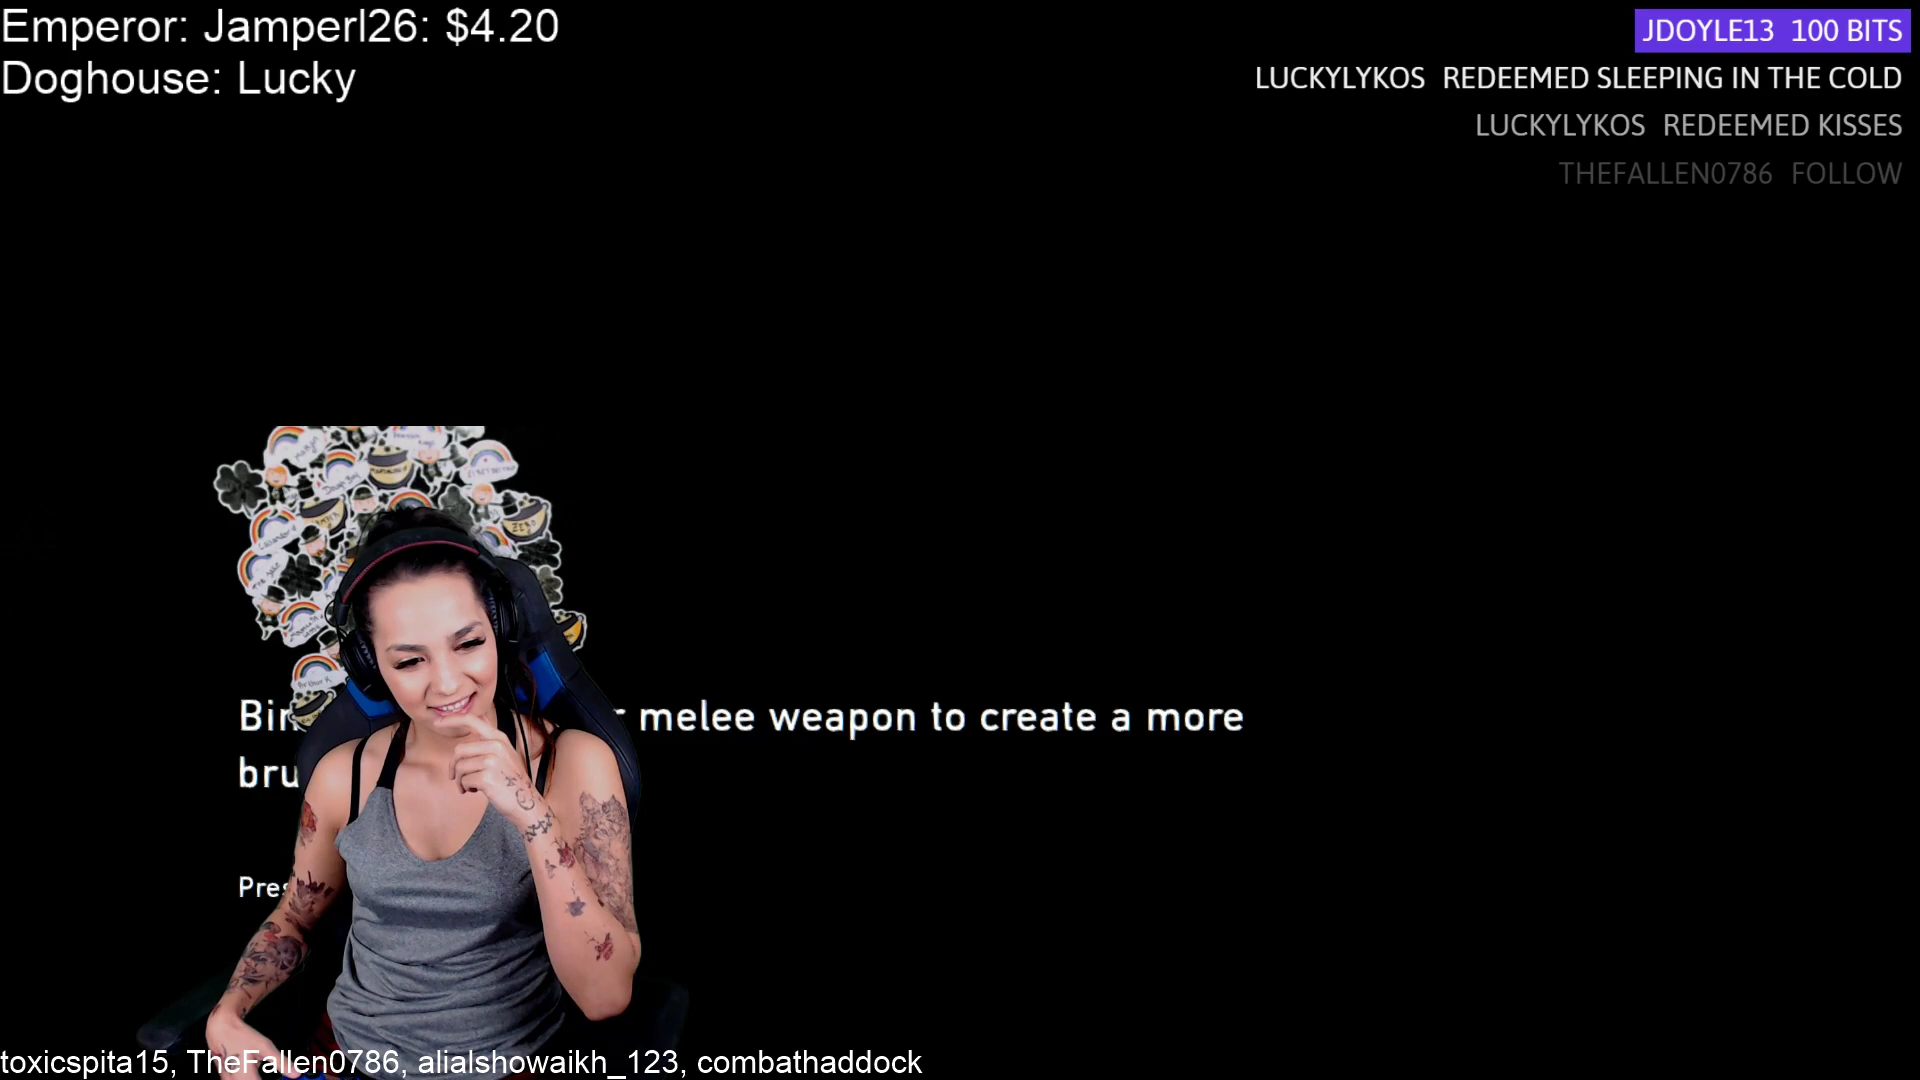 Emperor: Jamperl26: $4.20
Doghouse: Lucky
JDOYLE13 100 BITS
LUCKYLYKOS REDEEMED SLEEPING IN THE COLD
LUCKYLYKOS REDEEMED KISSES
THEFALLEN0786 FOLLOW
ZERO
melee weapon to create a more
toxicspita15, TheFallen0786, alialshowaikh_123, combathaddock